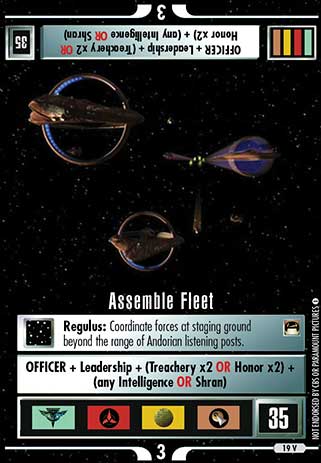 3
35
OFFICER + Leadership + (Treachery x2 OR
Honor x2) + (any Intelligence OR Shran)
Assemble Fleet
Regulus: Coordinate forces at staging ground
beyond the range of Andorian listening posts.
OFFICER + Leadership + (Treachery x2 OR Honor x2) +
(any Intelligence OR Shran)
35
3
19 V
NOT ENDORSED BY CBS OR PARAMOUNT PICTURES